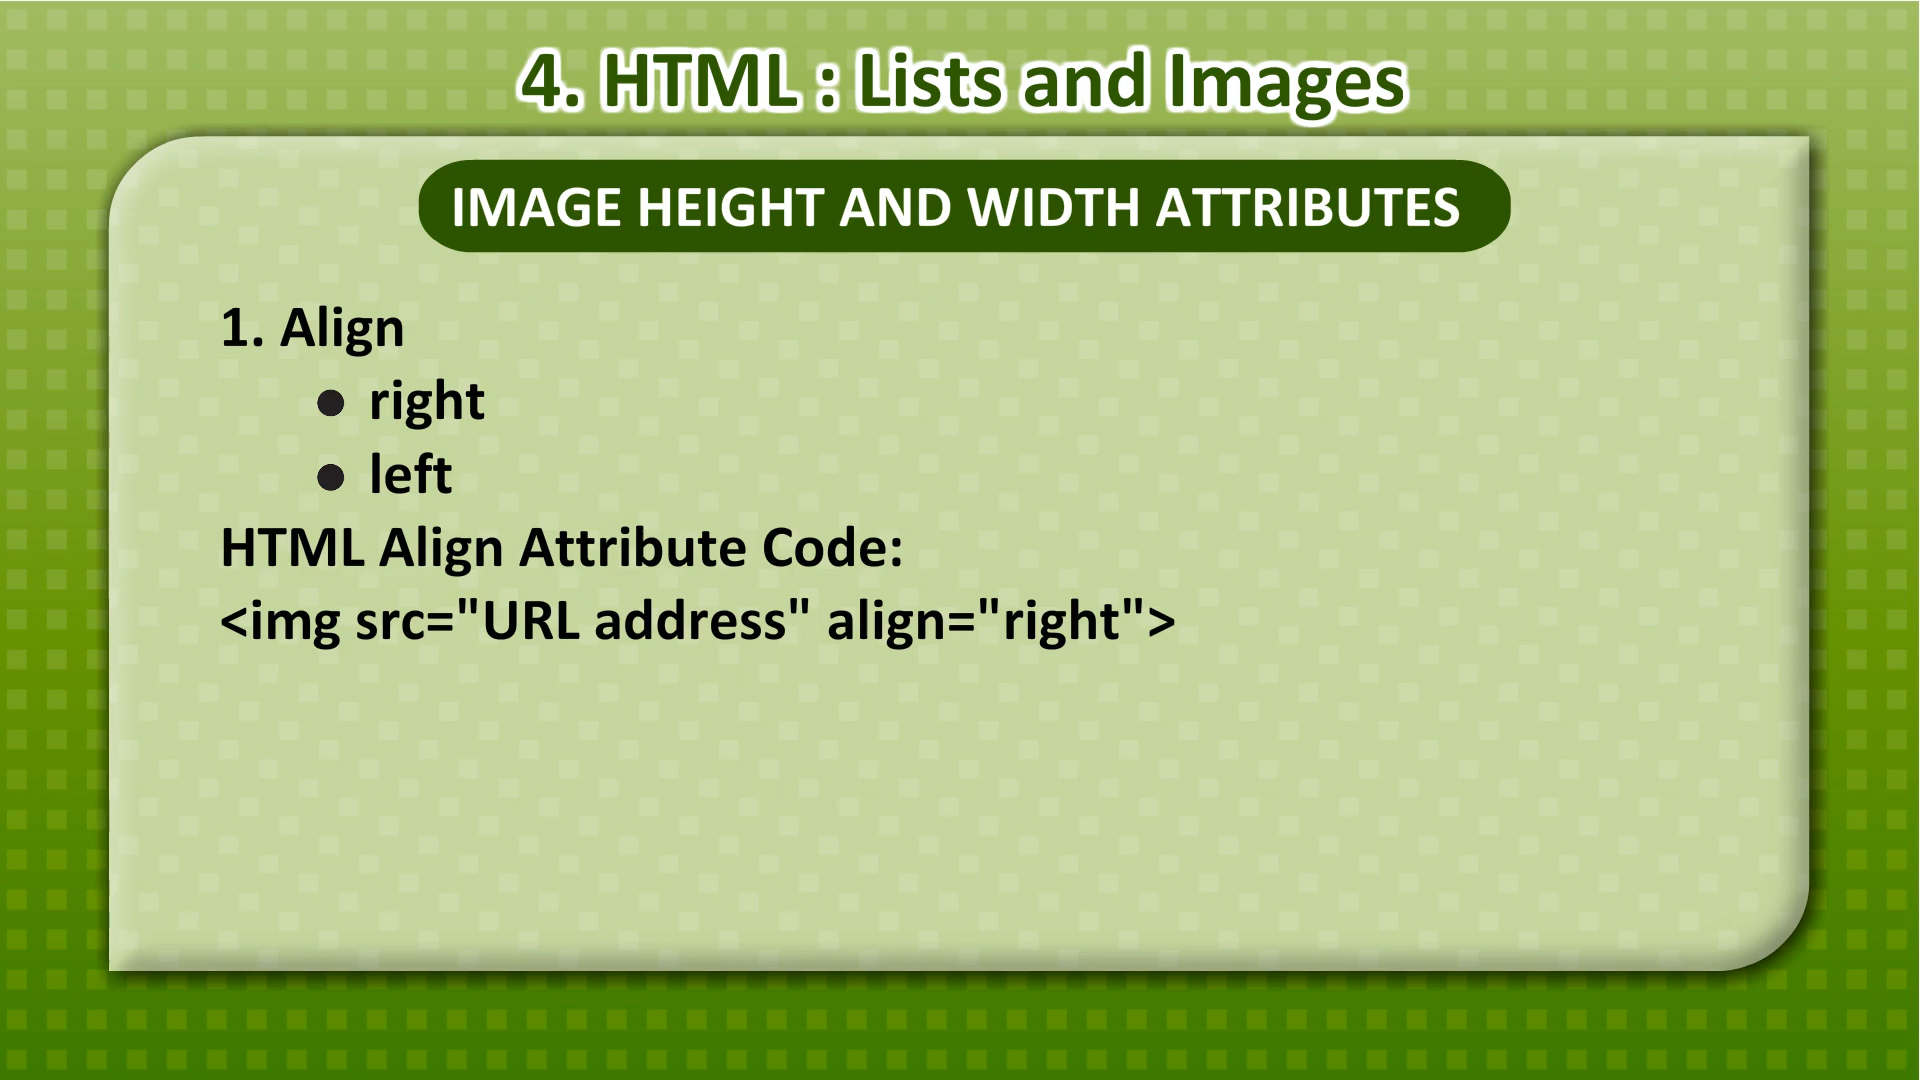 4. HTML : Lists and Images
IMAGE HEIGHT AND WIDTH ATTRIBUTES
1. Align
● right
● left
HTML Align Attribute Code:
<img src="URL address" align="right">